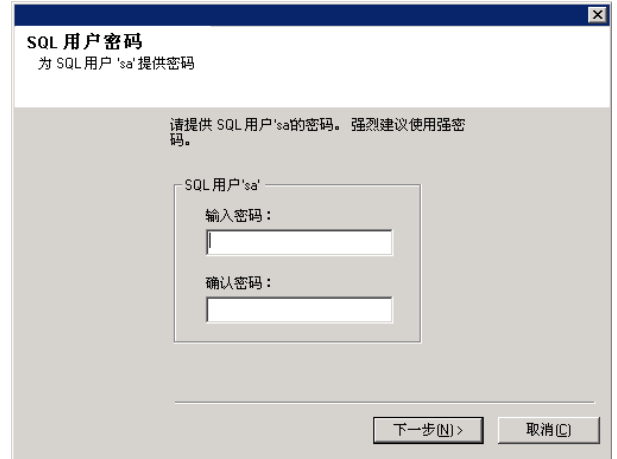 SQL 用户密码
为 SQL 用户 'sa' 提供密码
请提供 SQL 用户'sa'的密码。 强烈建议使用强密
码。
SQL 用户'sa'
输入密码：
确认密码：
下一步(N) >
取消(C)